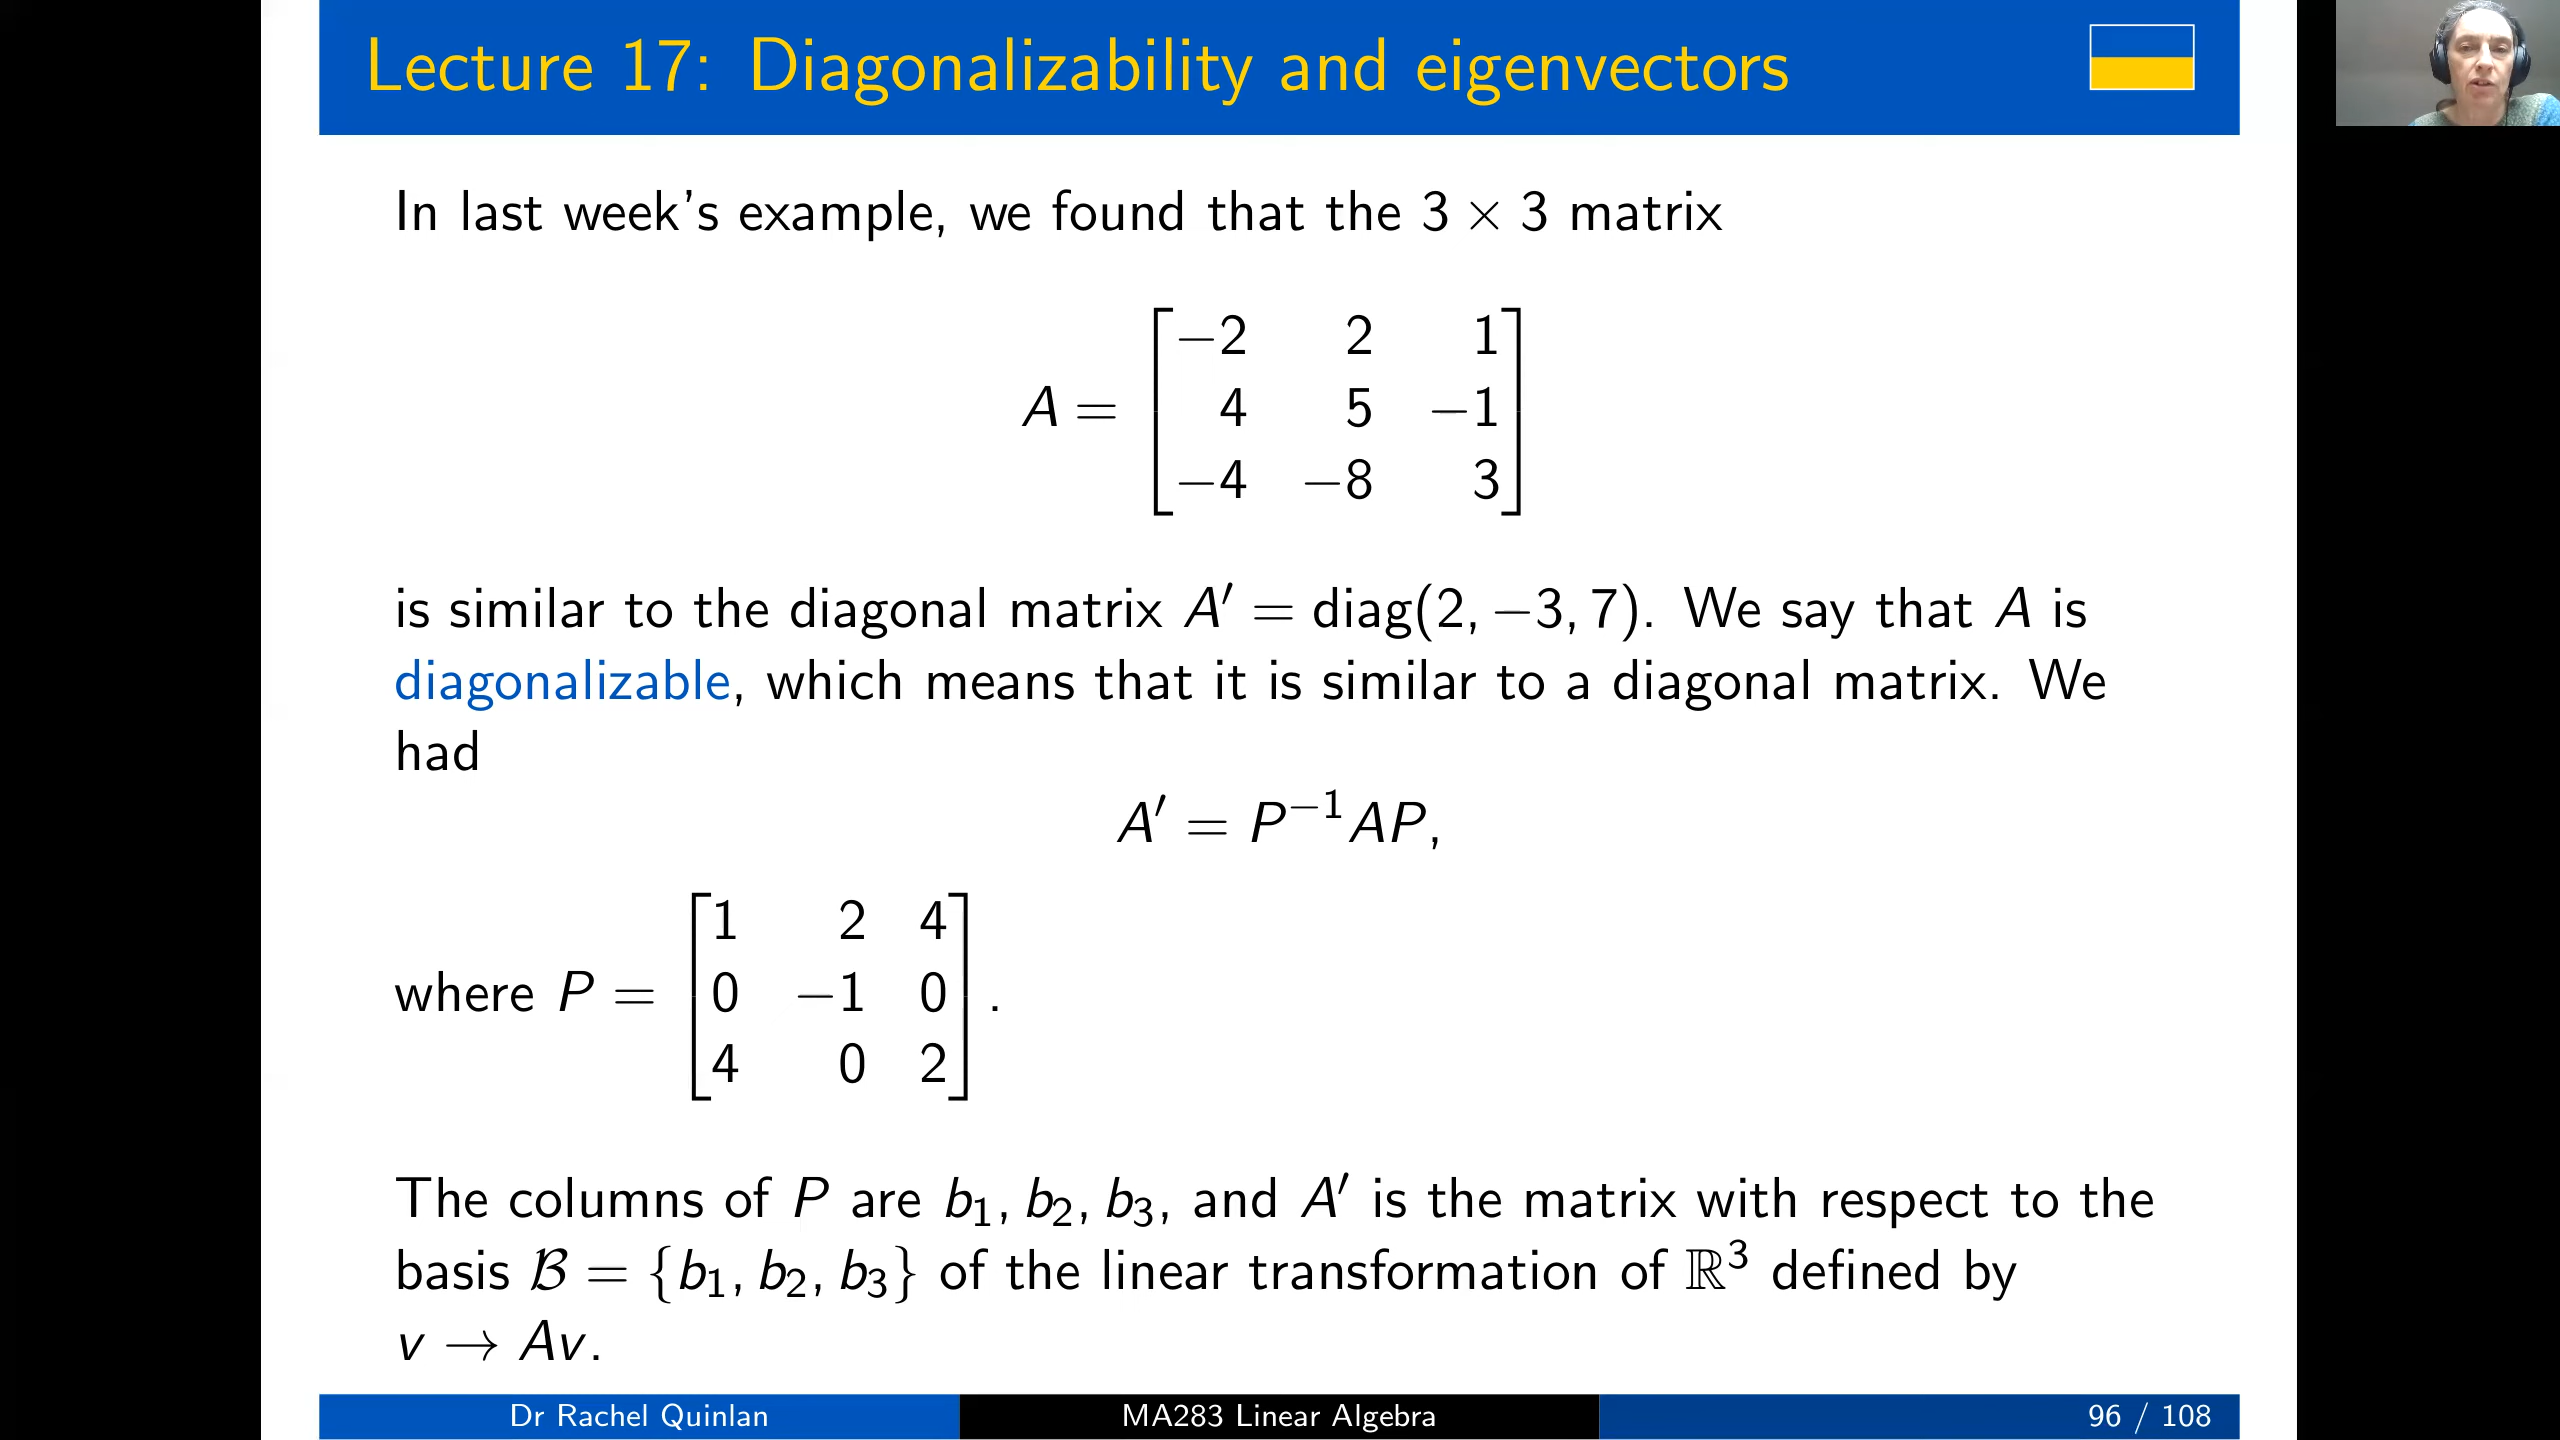 Lecture 17: Diagonalizability and eigenvectors
In last week's example, we found that the 3 × 3 matrix
A = [−2 2 1
4 5 −1
−4 −8 3]
is similar to the diagonal matrix A′ = diag(2, −3, 7). We say that A is
diagonalizable, which means that it is similar to a diagonal matrix. We
had
A′ = P⁻¹AP,
where P = [1 2 4
0 −1 0
4 0 2].
The columns of P are b₁, b₂, b₃, and A′ is the matrix with respect to the
basis ℬ = {b₁, b₂, b₃} of the linear transformation of ℝ³ defined by
v → Av.
Dr Rachel Quinlan MA283 Linear Algebra 96 / 108